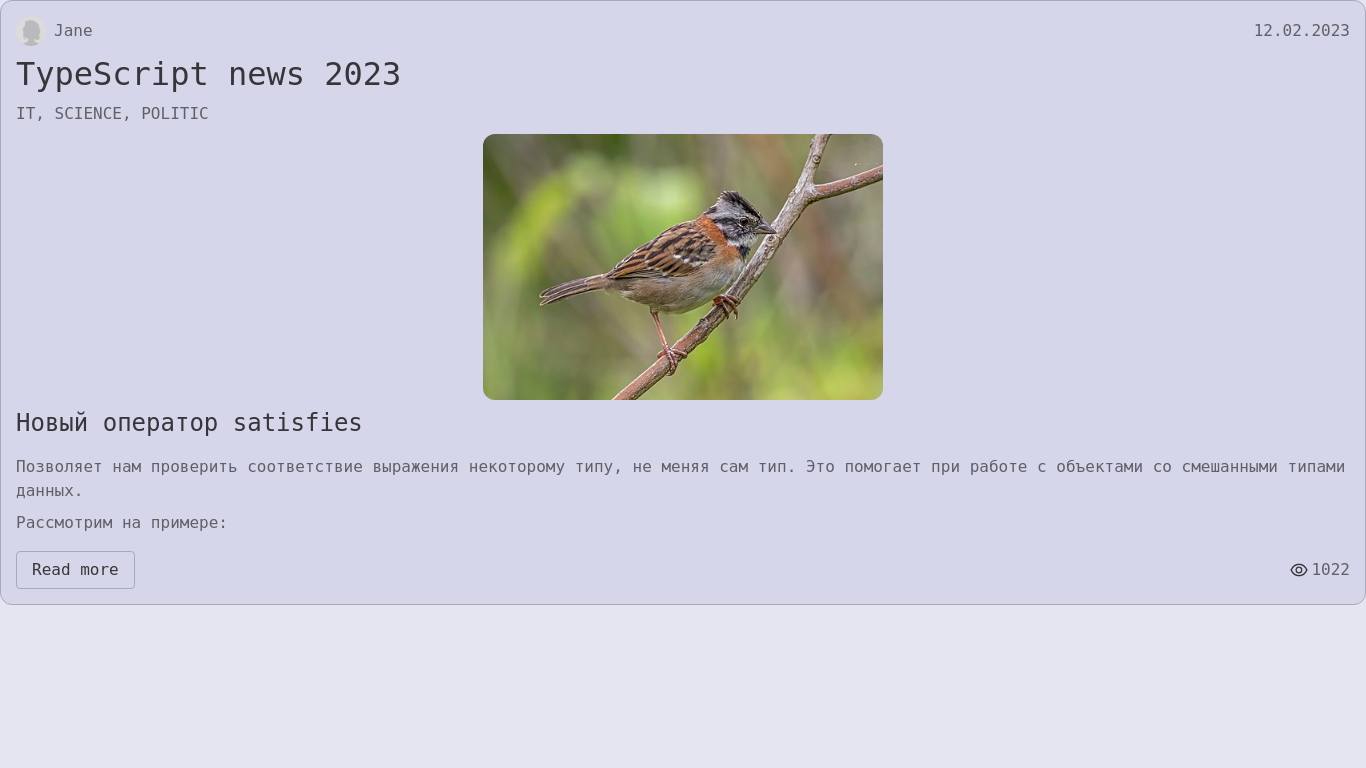 Jane
12.02.2023
TypeScript news 2023
IT, SCIENCE, POLITIC
Новый оператор satisfies
Позволяет нам проверить соответствие выражения некоторому типу, не меняя сам тип. Это помогает при работе с объектами со смешанными типами
данных.
Рассмотрим на примере:
Read more
1022